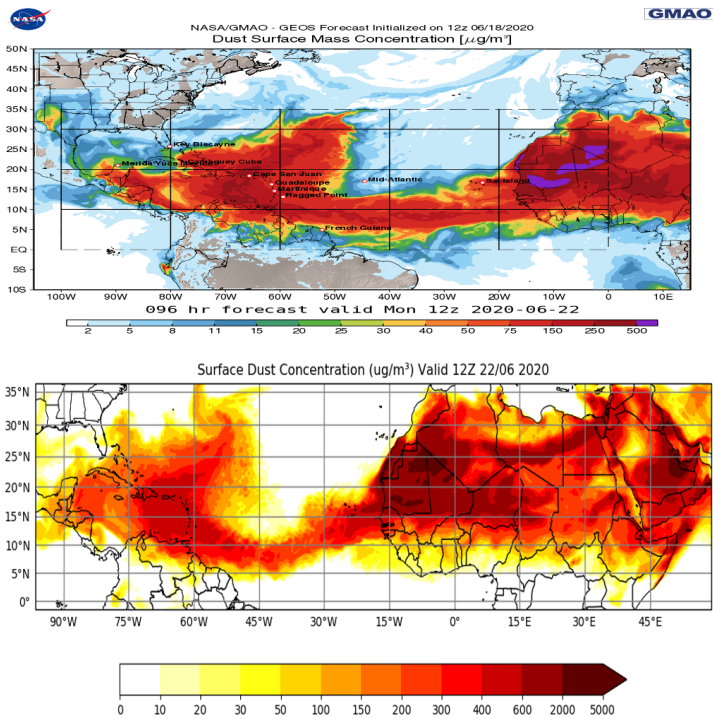 NASA
GMAO
NASA/GMAO - GEOS Forecast Initialized on 12z 06/18/2020
Dust Surface Mass Concentration [μg/m³]
50N
45N
40N
35N
30N
25N
20N
15N
10N
5N
EQ
5S
10S
Key Biscayne
Camaguey Cuba
Cape San Juan
Guadaloupe
Martinique
Ragged Point
Mid-Atlantic
French Guiana
100W 90W 80W 70W 60W 50W 40W 30W 20W 10W 0 10E
096 hr forecast valid Mon 12z 2020-06-22
2 5 8 11 15 20 25 30 40 50 75 150 250 500
Surface Dust Concentration (ug/m³) Valid 12Z 22/06 2020
35°N
30°N
25°N
20°N
15°N
10°N
5°N
0°
90°W 75°W 60°W 45°W 30°W 15°W 0° 15°E 30°E 45°E
0 10 20 30 50 100 150 200 300 400 600 2000 5000